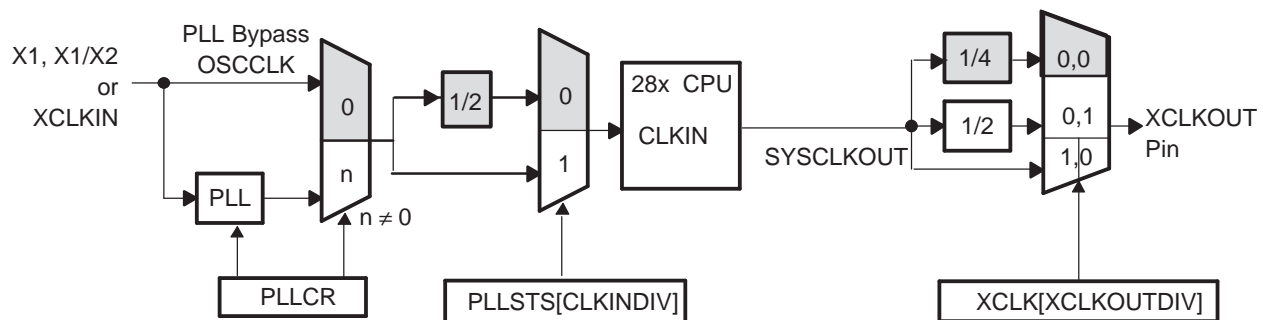 X1, X1/X2
or
XCLKIN
PLL Bypass
OSCCLK
0
n
n ≠ 0
PLL
PLLCR
1/2
0
1
PLLSTS[CLKINDIV]
28x CPU
CLKIN
SYSCLKOUT
1/4
1/2
0,0
0,1
1,0
XCLKOUT
Pin
XCLK[XCLKOUTDIV]